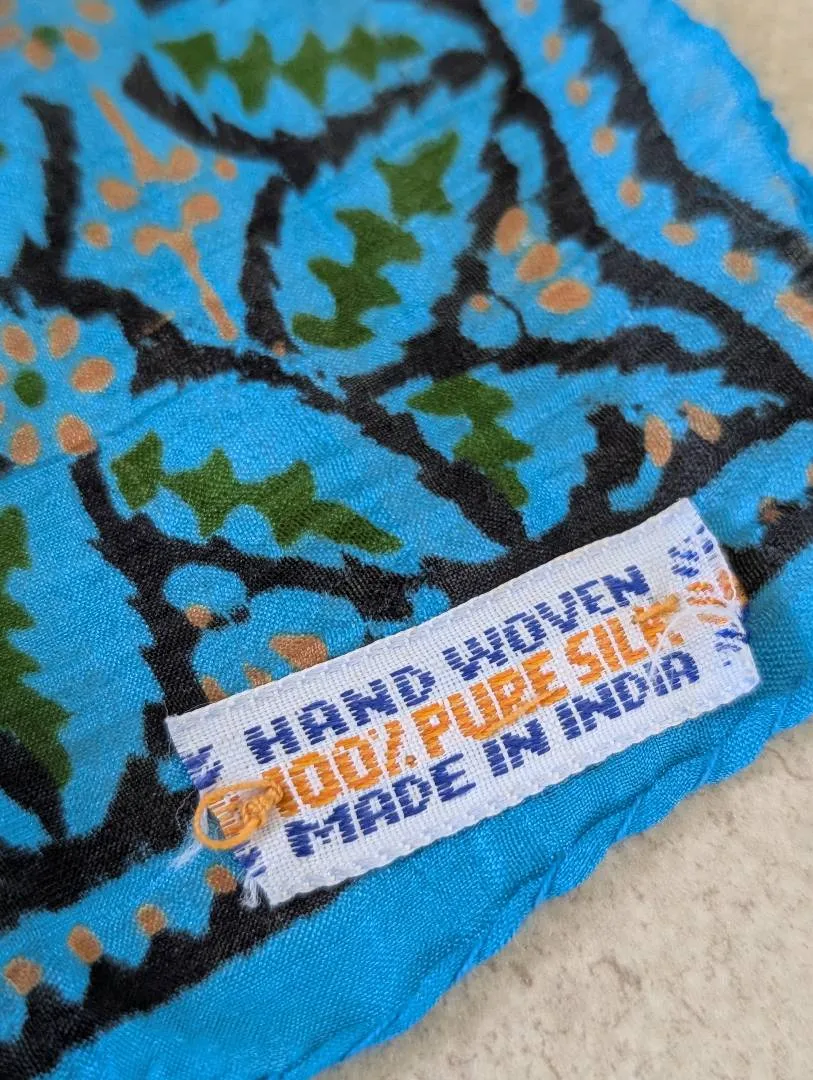 HAND WOVEN
100% PURE SILK
MADE IN INDIA